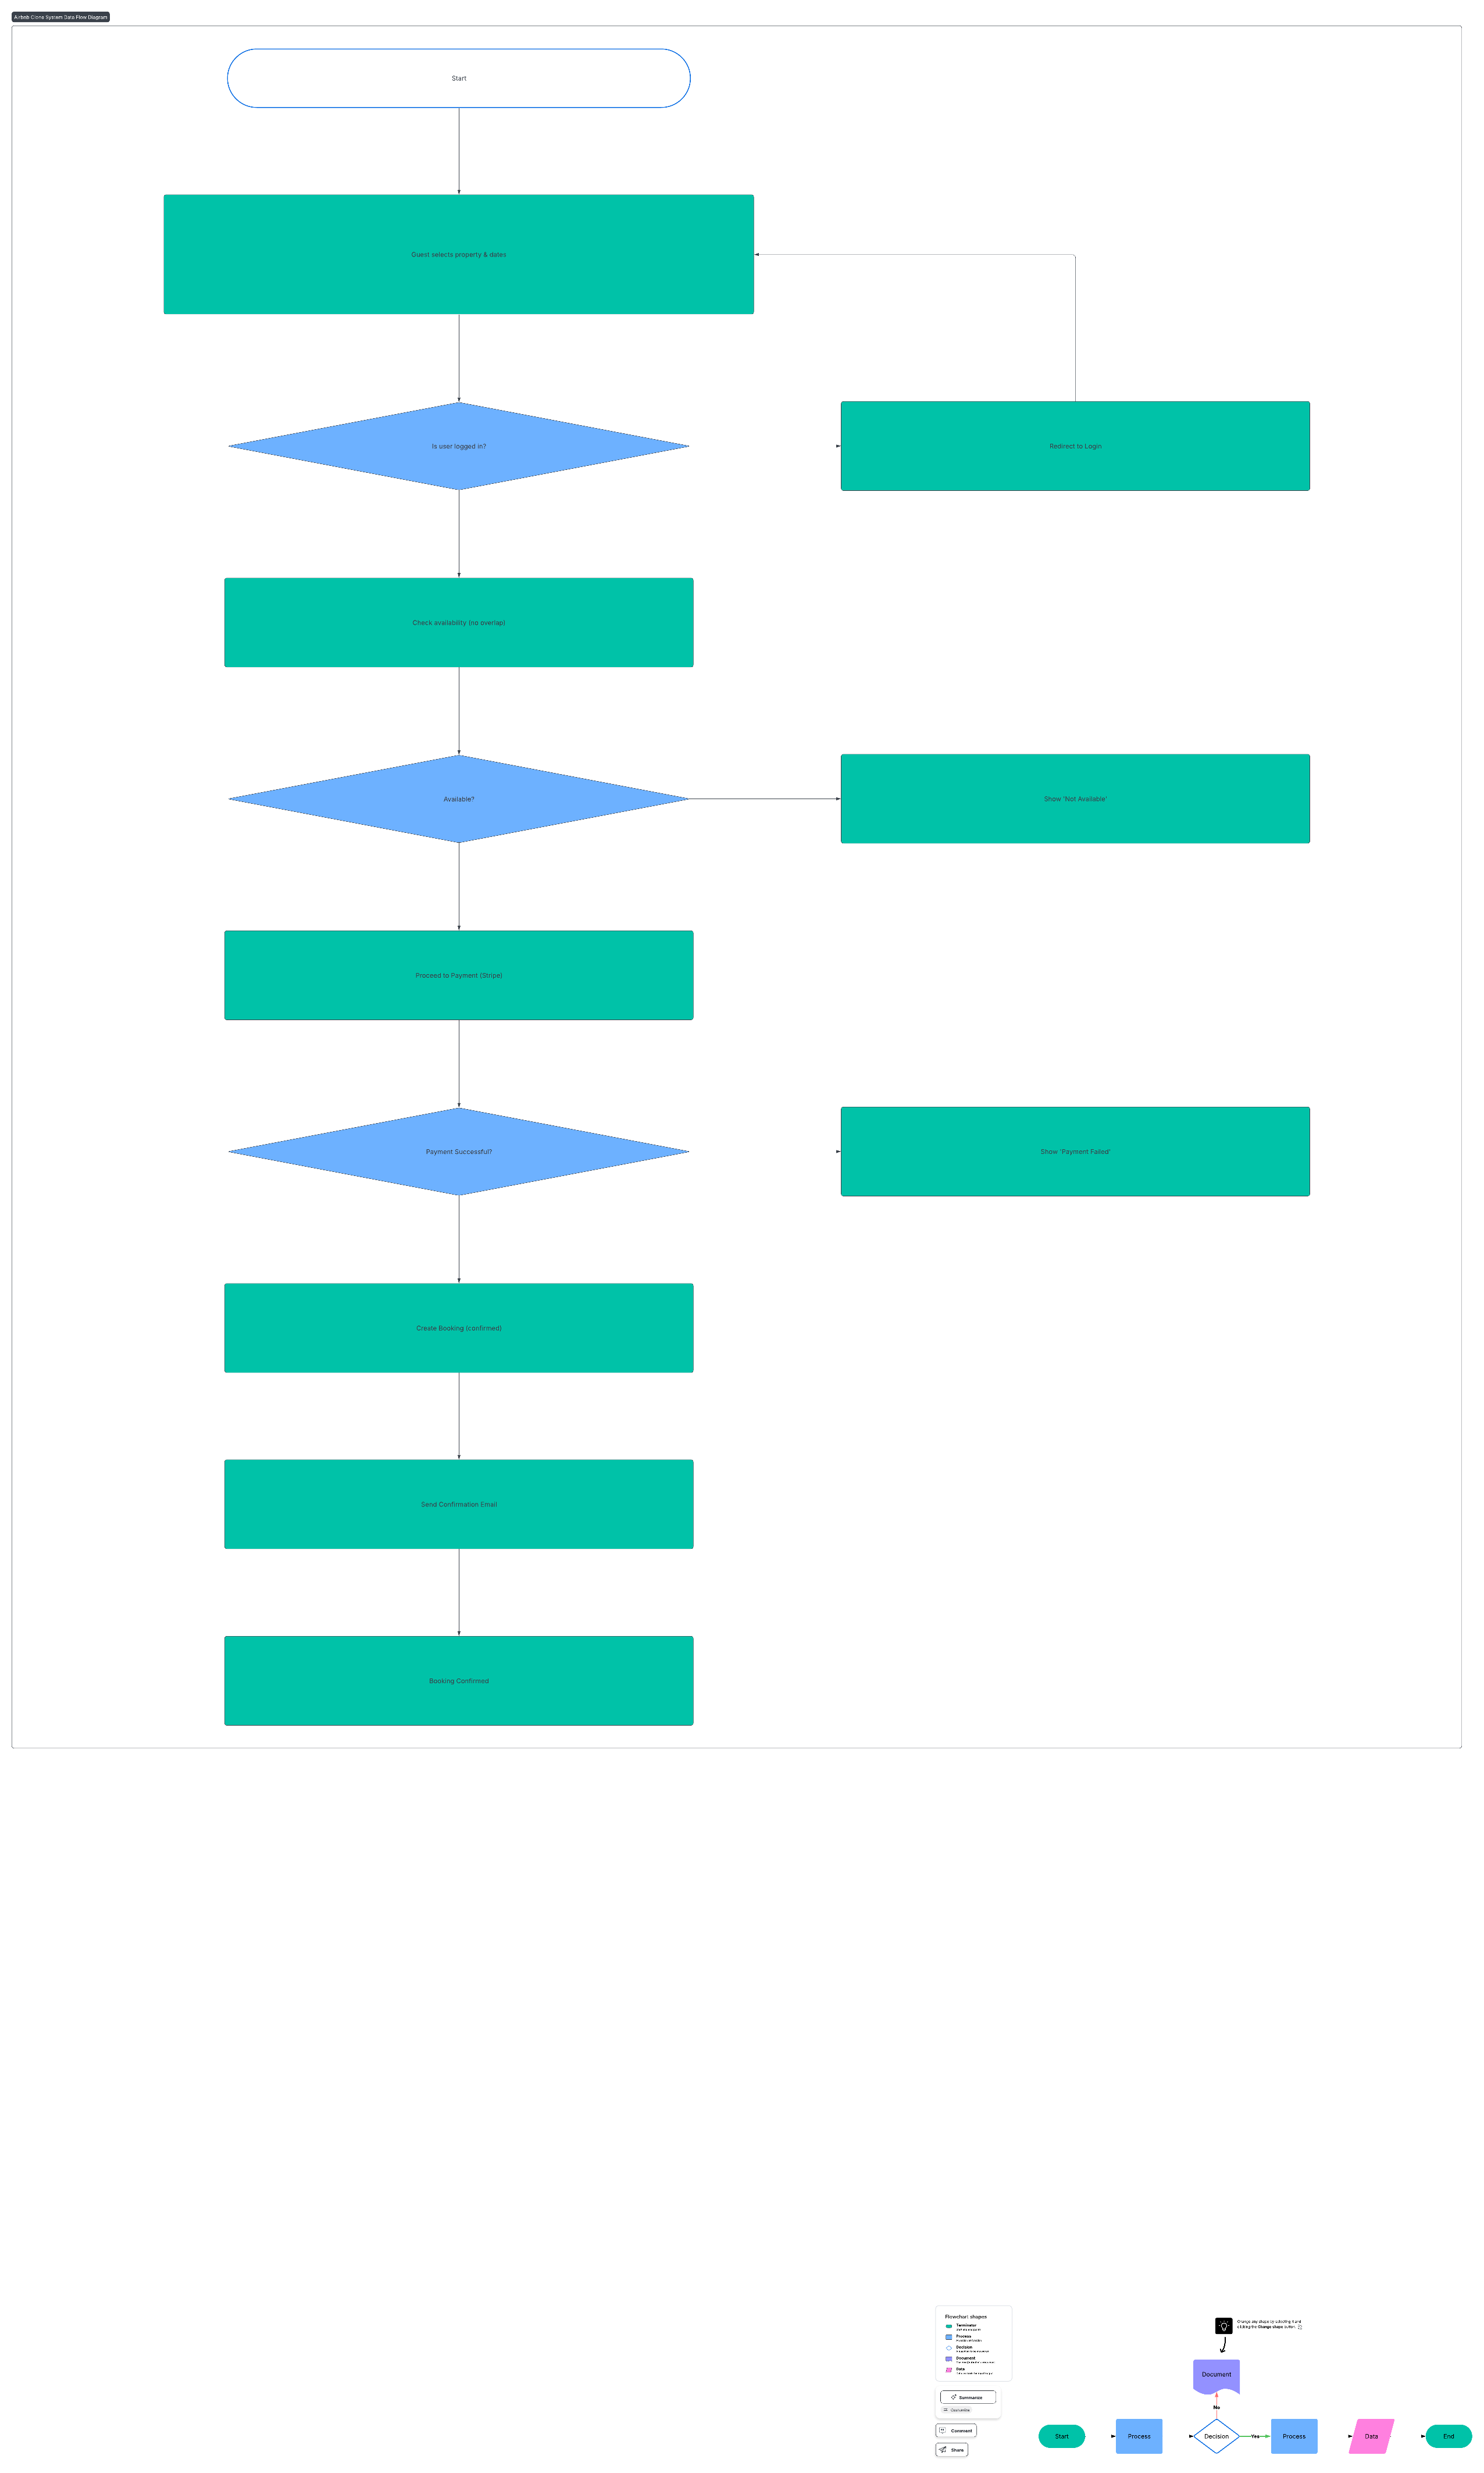 Airbnb Clone System Data Flow Diagram
Start
Guest selects property & dates
Is user logged in?
Redirect to Login
Check availability (no overlap)
Available?
Show 'Not Available'
Proceed to Payment (Stripe)
Payment Successful?
Show 'Payment Failed'
Create Booking (confirmed)
Send Confirmation Email
Booking Confirmed
Flowchart shapes
Terminator
Process
Decision
Document
Data
Summarize
Comment
Share
Change any shape by selecting it and
clicking the Change shape button.
Document
No
Start
Process
Decision
Yes
Process
Data
End